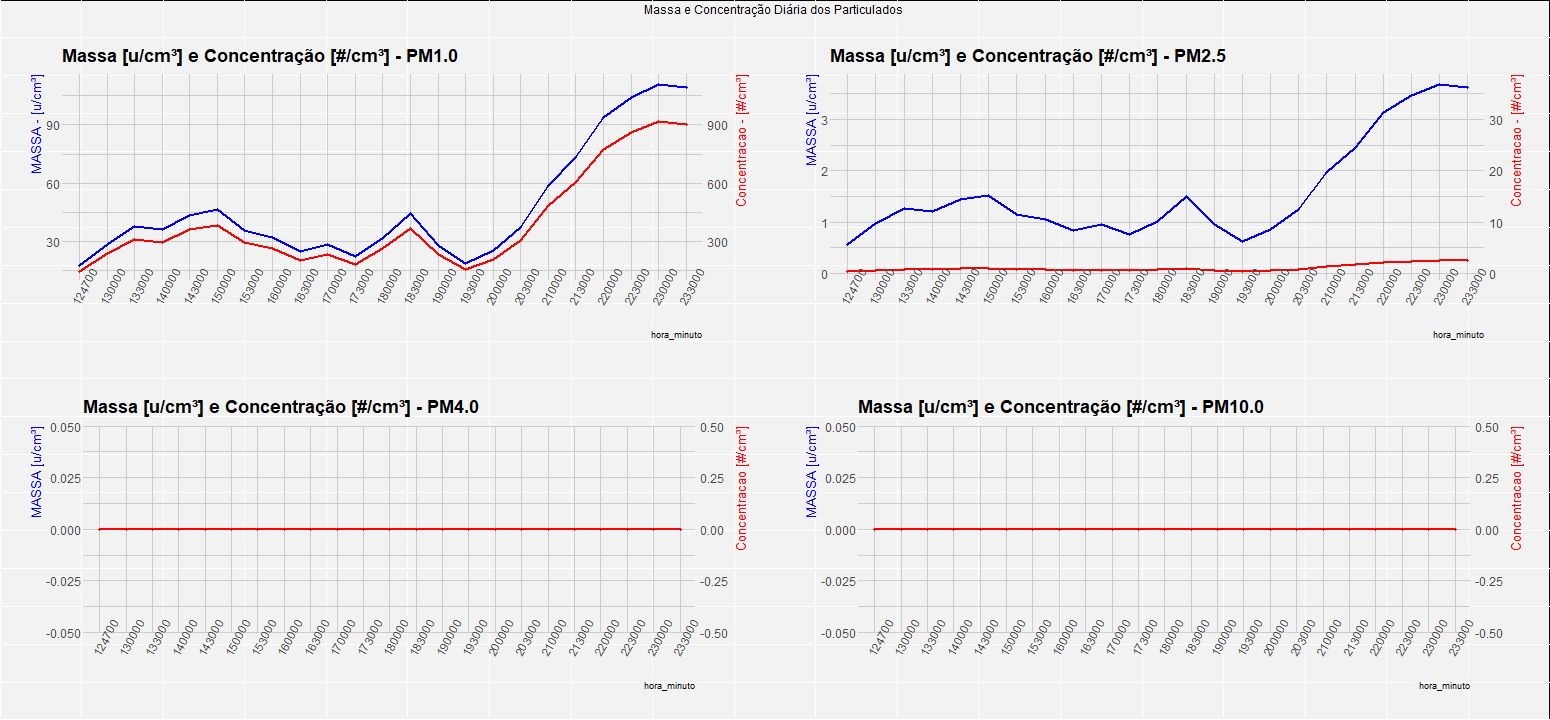 Massa e Concentração Diária dos Particulados
Massa [u/cm³] e Concentração [#/cm³] - PM1.0
MASSA - [u/cm³]
90
60
30
Concentracao - [#/cm³]
900
600
300
124700 130000 133000 140000 143000 150000 153000 160000 163000 170000 173000 180000 183000 190000 193000 200000 203000 210000 213000 220000 223000 230000 233000
hora_minuto
Massa [u/cm³] e Concentração [#/cm³] - PM2.5
MASSA [u/cm³]
3
2
1
0
Concentracao - [#/cm³]
30
20
10
0
124700 130000 133000 140000 143000 150000 153000 160000 163000 170000 173000 180000 183000 190000 193000 200000 203000 210000 213000 220000 223000 230000 233000
hora_minuto
Massa [u/cm³] e Concentração [#/cm³] - PM4.0
MASSA [u/cm³]
0.050
0.025
0.000
-0.025
-0.050
Concentracao [#/cm³]
0.50
0.25
0.00
-0.25
-0.50
124700 130000 133000 140000 143000 150000 153000 160000 163000 170000 173000 180000 183000 190000 193000 200000 203000 210000 213000 220000 223000 230000 233000
hora_minuto
Massa [u/cm³] e Concentração [#/cm³] - PM10.0
MASSA [u/cm³]
0.050
0.025
0.000
-0.025
-0.050
Concentracao [#/cm³]
0.50
0.25
0.00
-0.25
-0.50
124700 130000 133000 140000 143000 150000 153000 160000 163000 170000 173000 180000 183000 190000 193000 200000 203000 210000 213000 220000 223000 230000 233000
hora_minuto